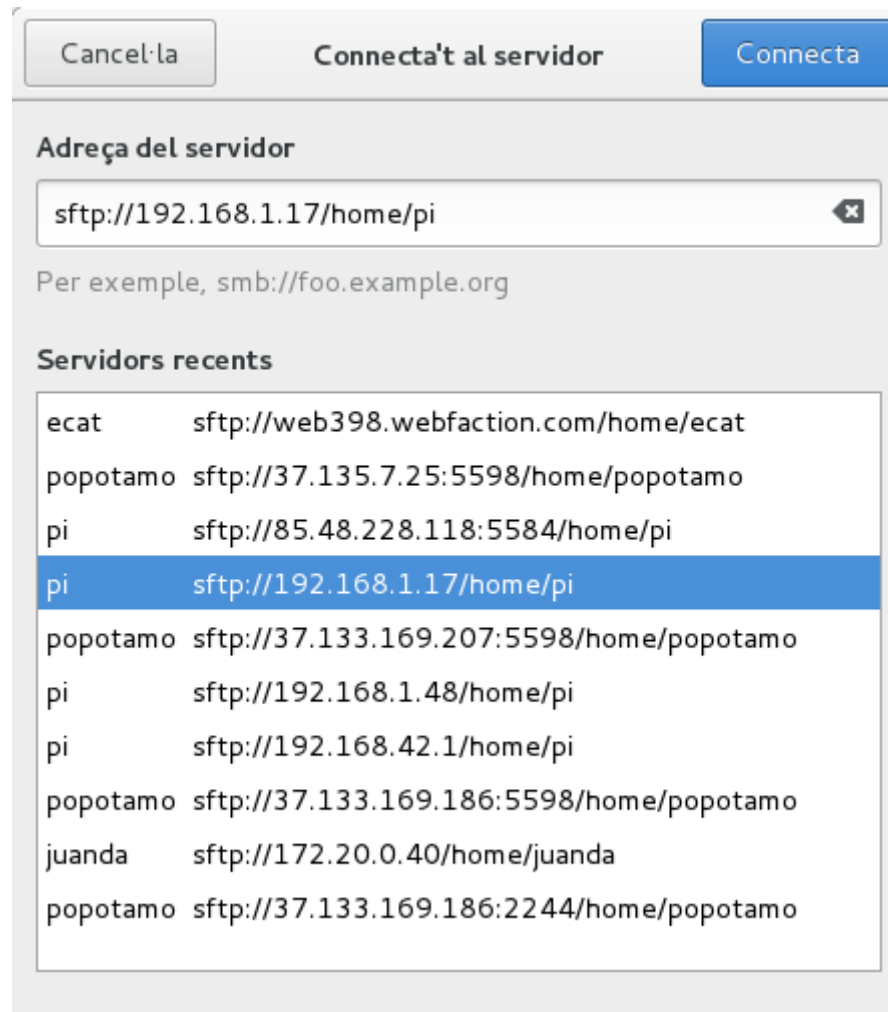 Cancel·la Connecta't al servidor Connecta
Adreça del servidor
sftp://192.168.1.17/home/pi
Per exemple, smb://foo.example.org
Servidors recents
ecat sftp://web398.webfaction.com/home/ecat
popotamo sftp://37.135.7.25:5598/home/popotamo
pi sftp://85.48.228.118:5584/home/pi
pi sftp://192.168.1.17/home/pi
popotamo sftp://37.133.169.207:5598/home/popotamo
pi sftp://192.168.1.48/home/pi
pi sftp://192.168.42.1/home/pi
popotamo sftp://37.133.169.186:5598/home/popotamo
juanda sftp://172.20.0.40/home/juanda
popotamo sftp://37.133.169.186:2244/home/popotamo